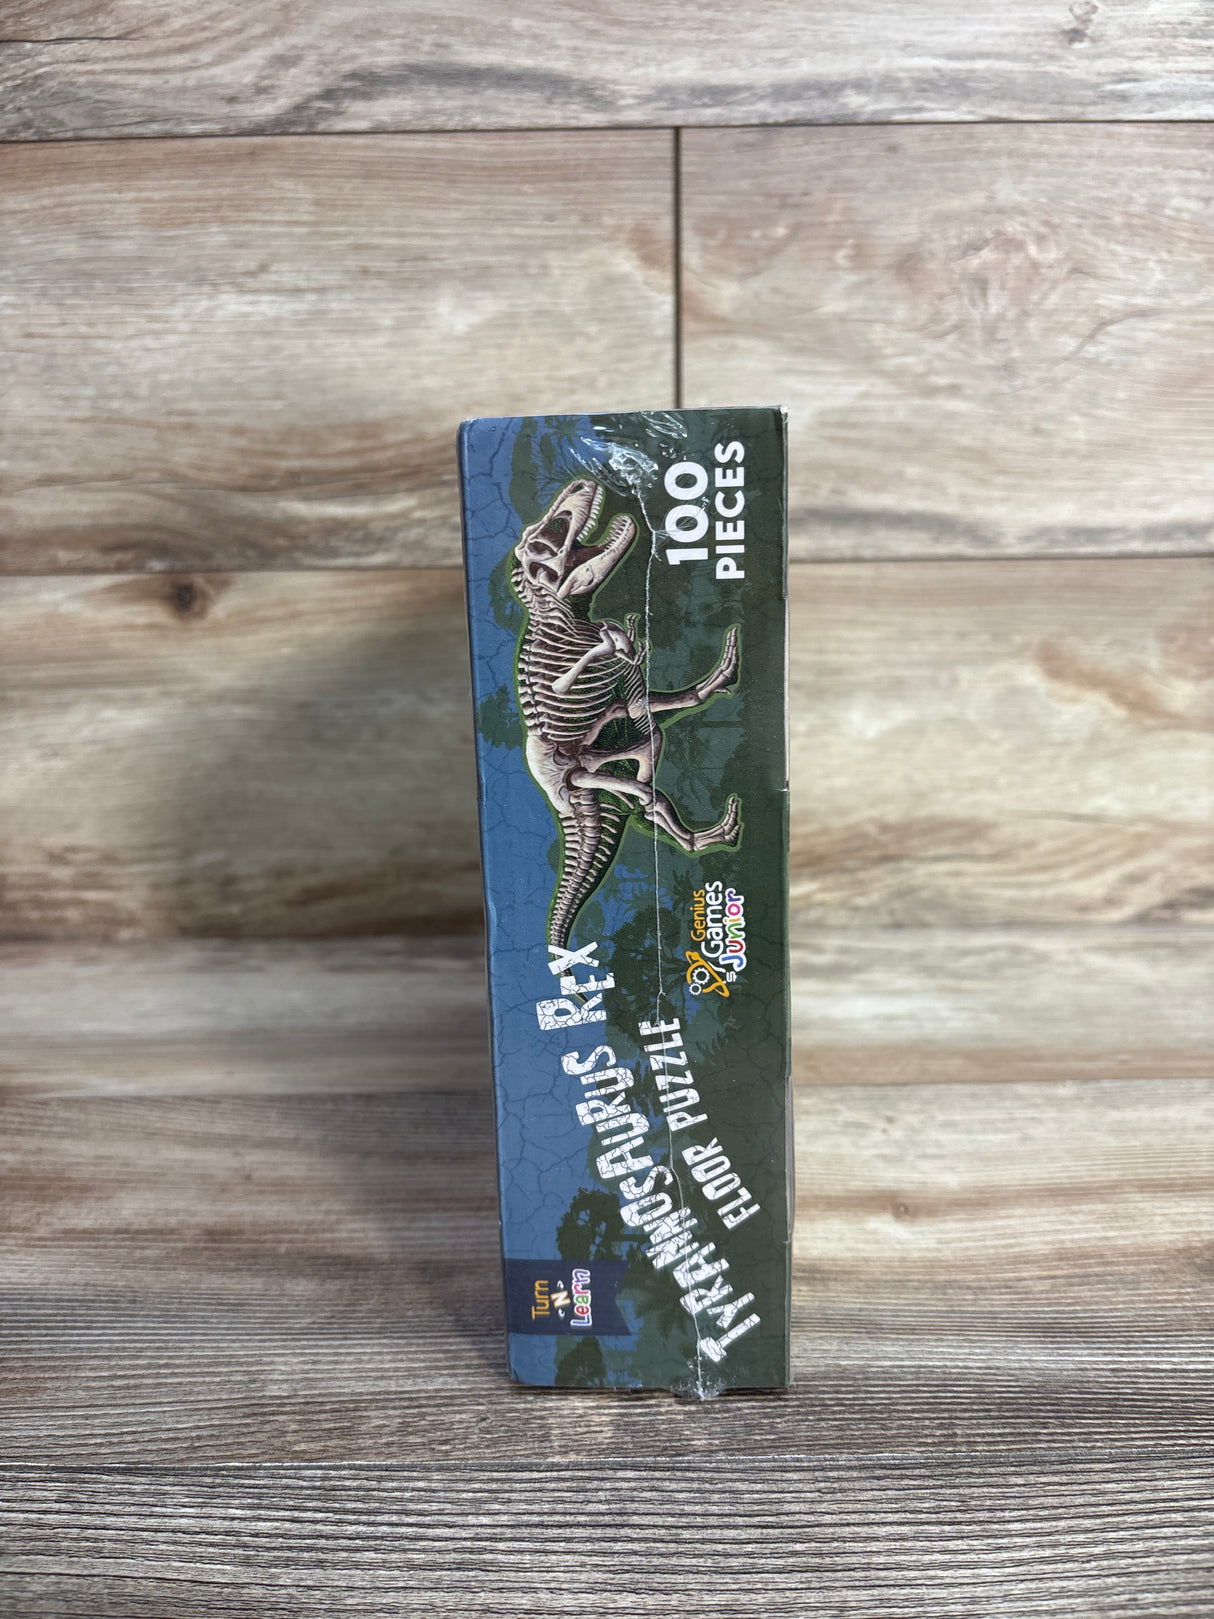 Turn
'N'
Learn
TYRANNOSAURUS REX
FLOOR PUZZLE
Genius
Games
Junior
100
PIECES